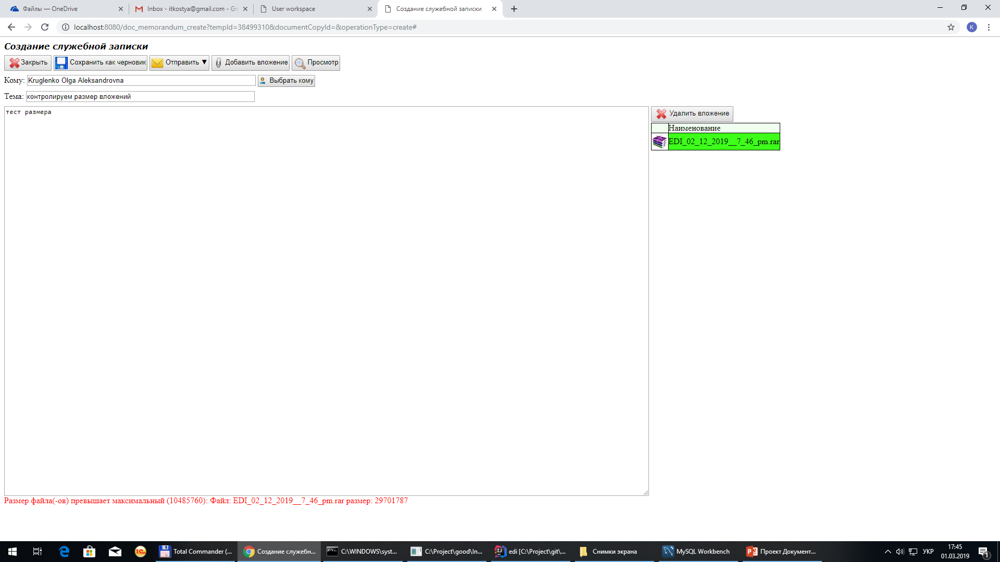 Файлы — OneDrive
Inbox - itkostya@gmail.com - Gn
User workspace
Создание служебной записки
localhost:8080/doc_memorandum_create?templd=38499310&documentCopyId=&operationType=create#
K
Создание служебной записки
Закрыть
Сохранить как черновик
Отправить ▼
Добавить вложение
Просмотр
Кому: Kruglenko Olga Aleksandrovna
Выбрать кому
Тема: контролируем размер вложений
тест размера
Удалить вложение
Наименование
EDI_02_12_2019__7_46_pm.rar
Размер файла(-ов) превышает максимальный (10485760): Файл: EDI_02_12_2019__7_46_pm.rar размер: 29701787
Total Commander (...
Создание служебн...
C:\WINDOWS\syst...
C:\Project\good\In...
edi [C:\Project\git\...
Снимки экрана
MySQL Workbench
Проект Документ...
УКР
17:45
01.03.2019
1